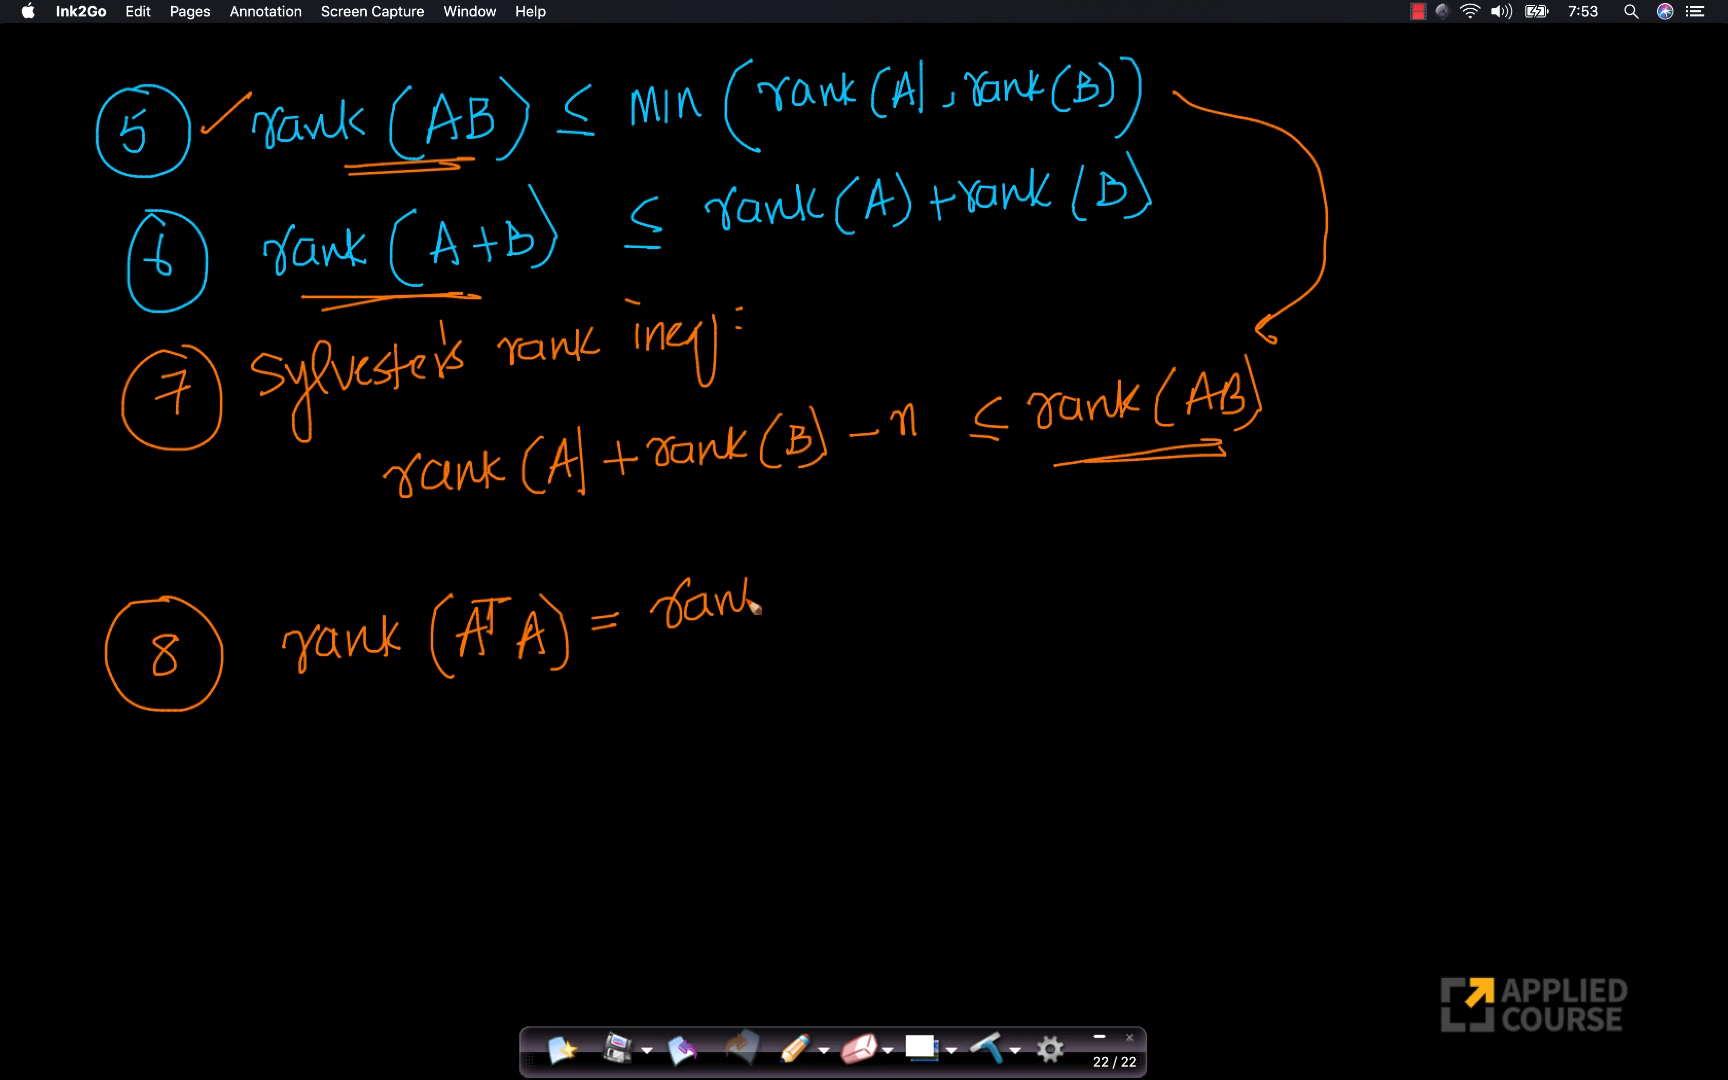 Ink2Go Edit Pages Annotation Screen Capture Window Help 7:53
5 rank (AB) ≤ MIN (rank (A), rank (B))
6 rank (A+B) ≤ rank (A) + rank (B)
7 Sylvester's rank ineq:
rank (A) + rank (B) - n ≤ rank (AB)
8 rank (AᵀA) = rank
APPLIED
COURSE
22 / 22